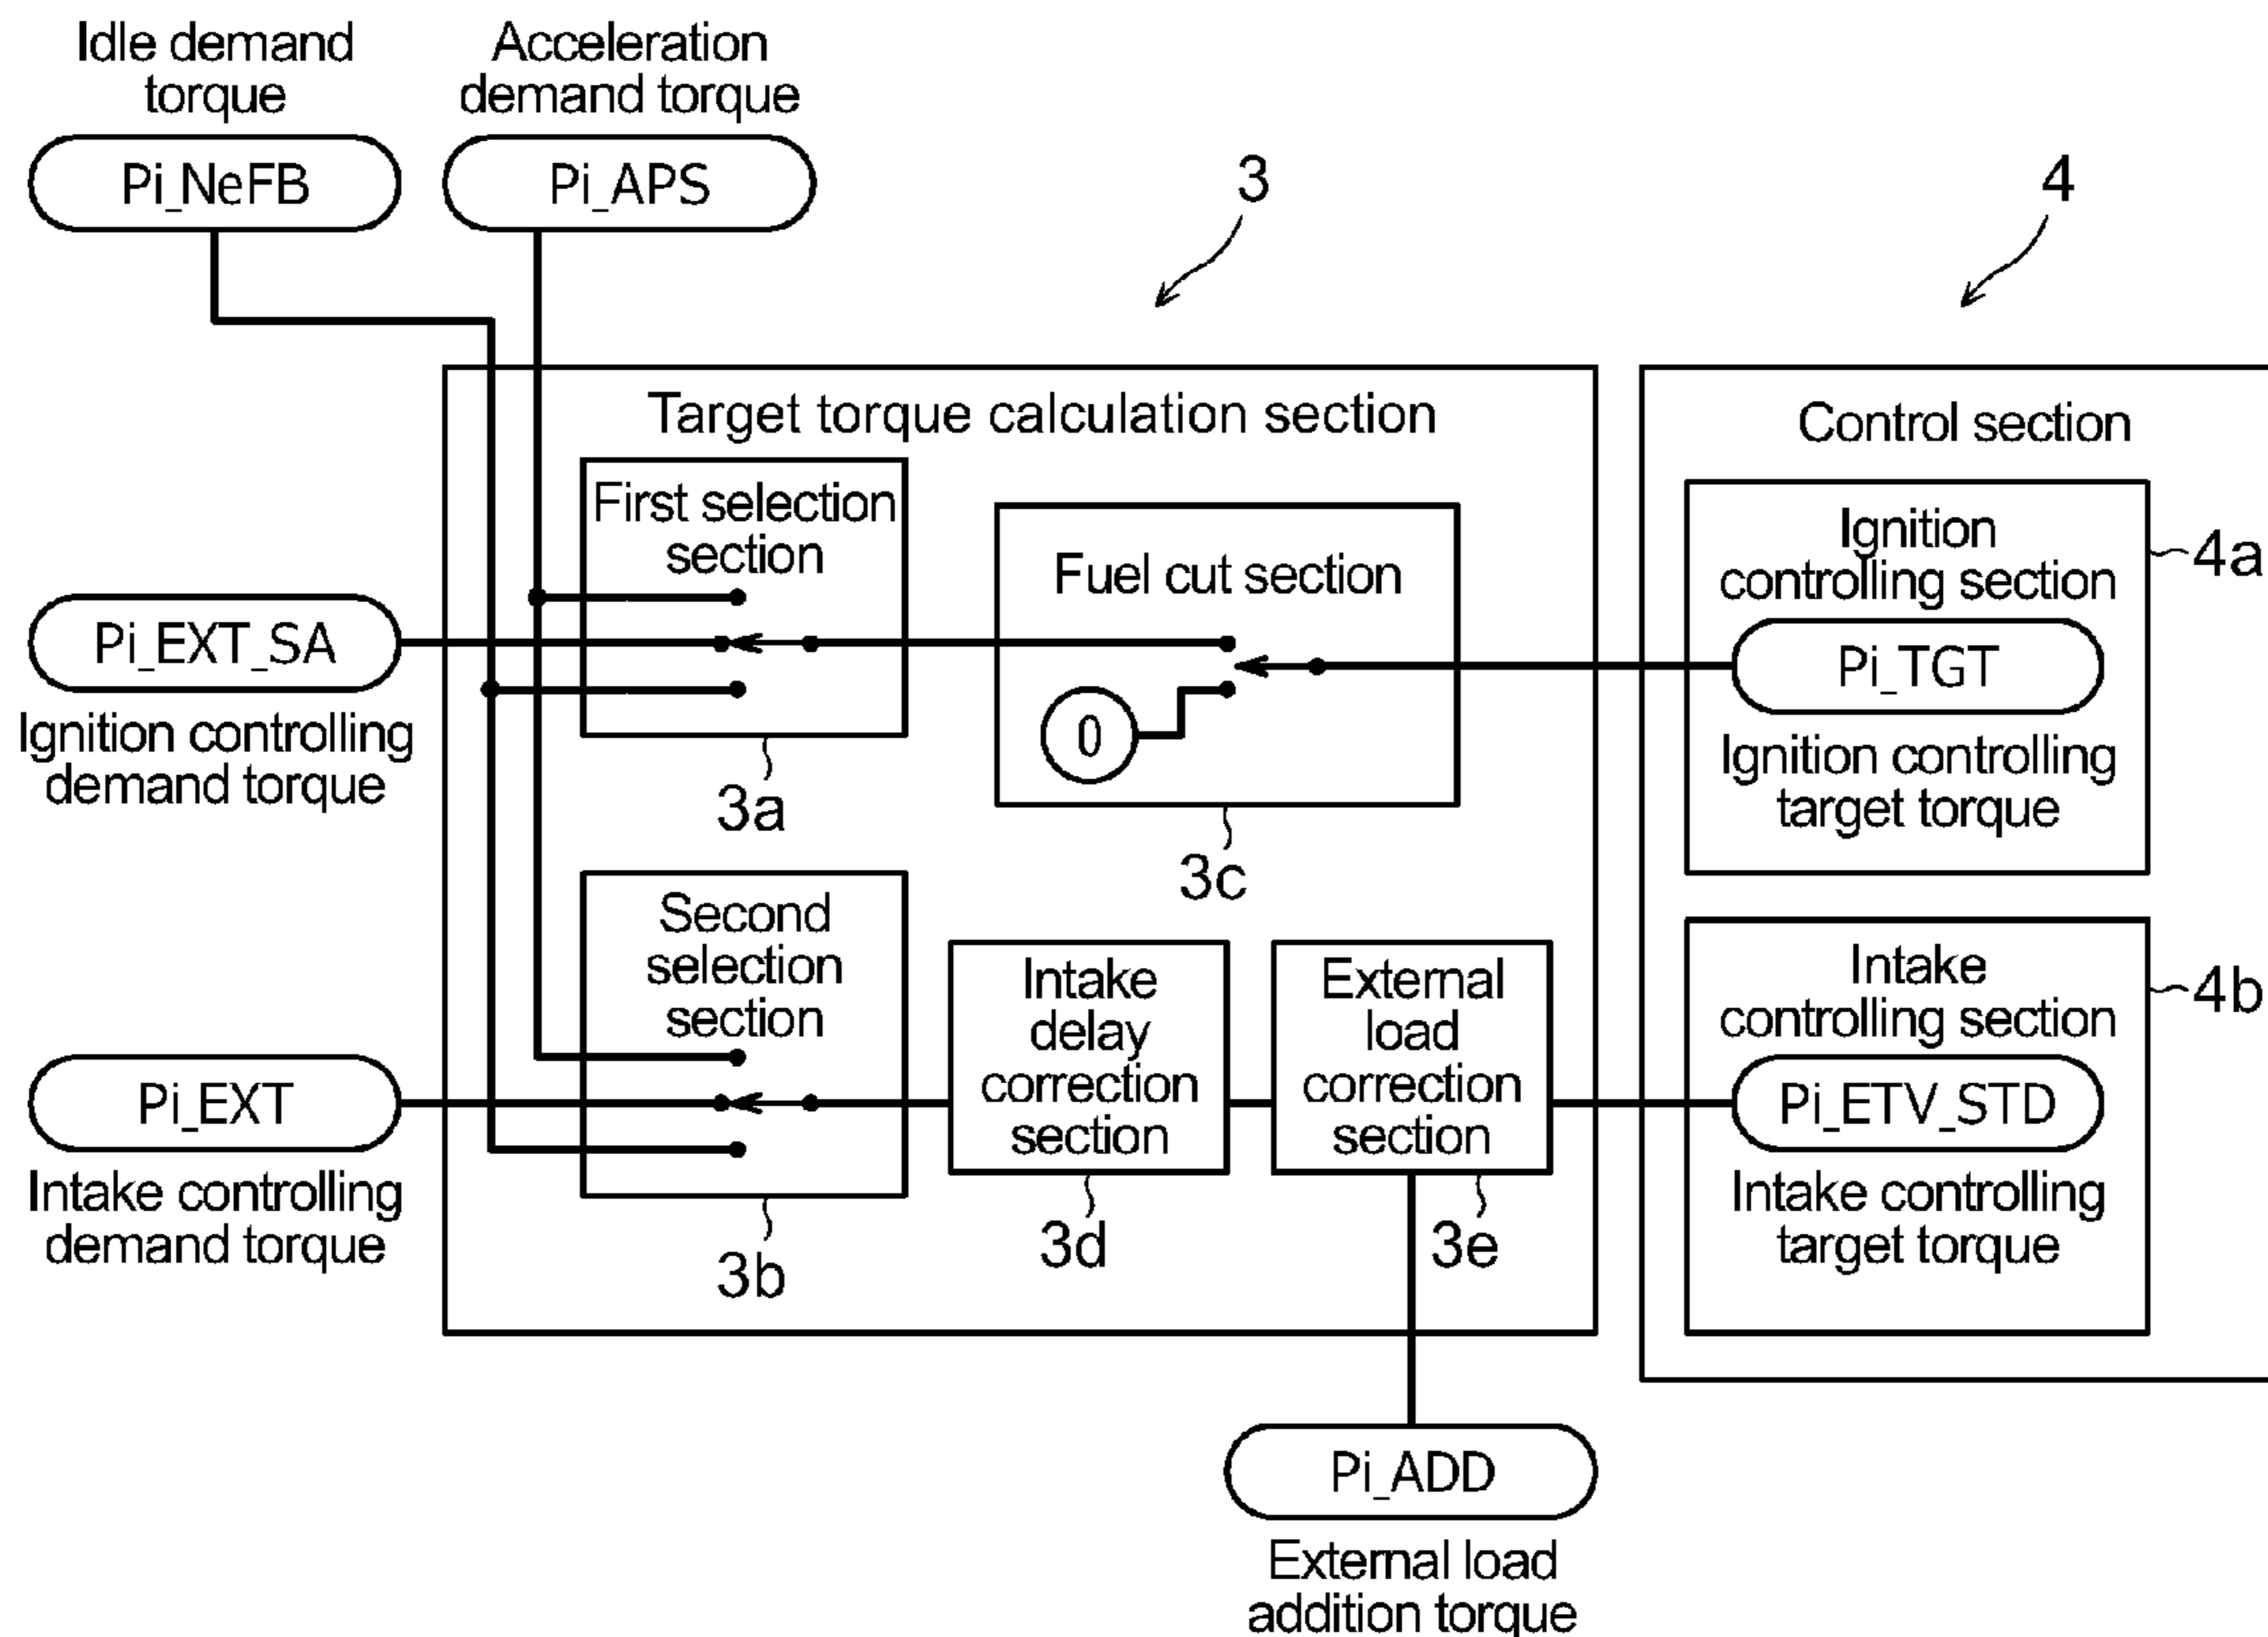 Idle demand
torque
Pi_NeFB
Acceleration
demand torque
Pi_APS
3
4
Target torque calculation section
Control section
First selection
section
3a
Fuel cut section
0
3c
Ignition
controlling section
Pi_TGT
Ignition controlling
target torque
4a
Pi_EXT_SA
Ignition controlling
demand torque
Second
selection
section
3b
Intake
delay
correction
section
3d
External
load
correction
section
3e
Intake
controlling section
Pi_ETV_STD
Intake controlling
target torque
4b
Pi_EXT
Intake controlling
demand torque
Pi_ADD
External load
addition torque